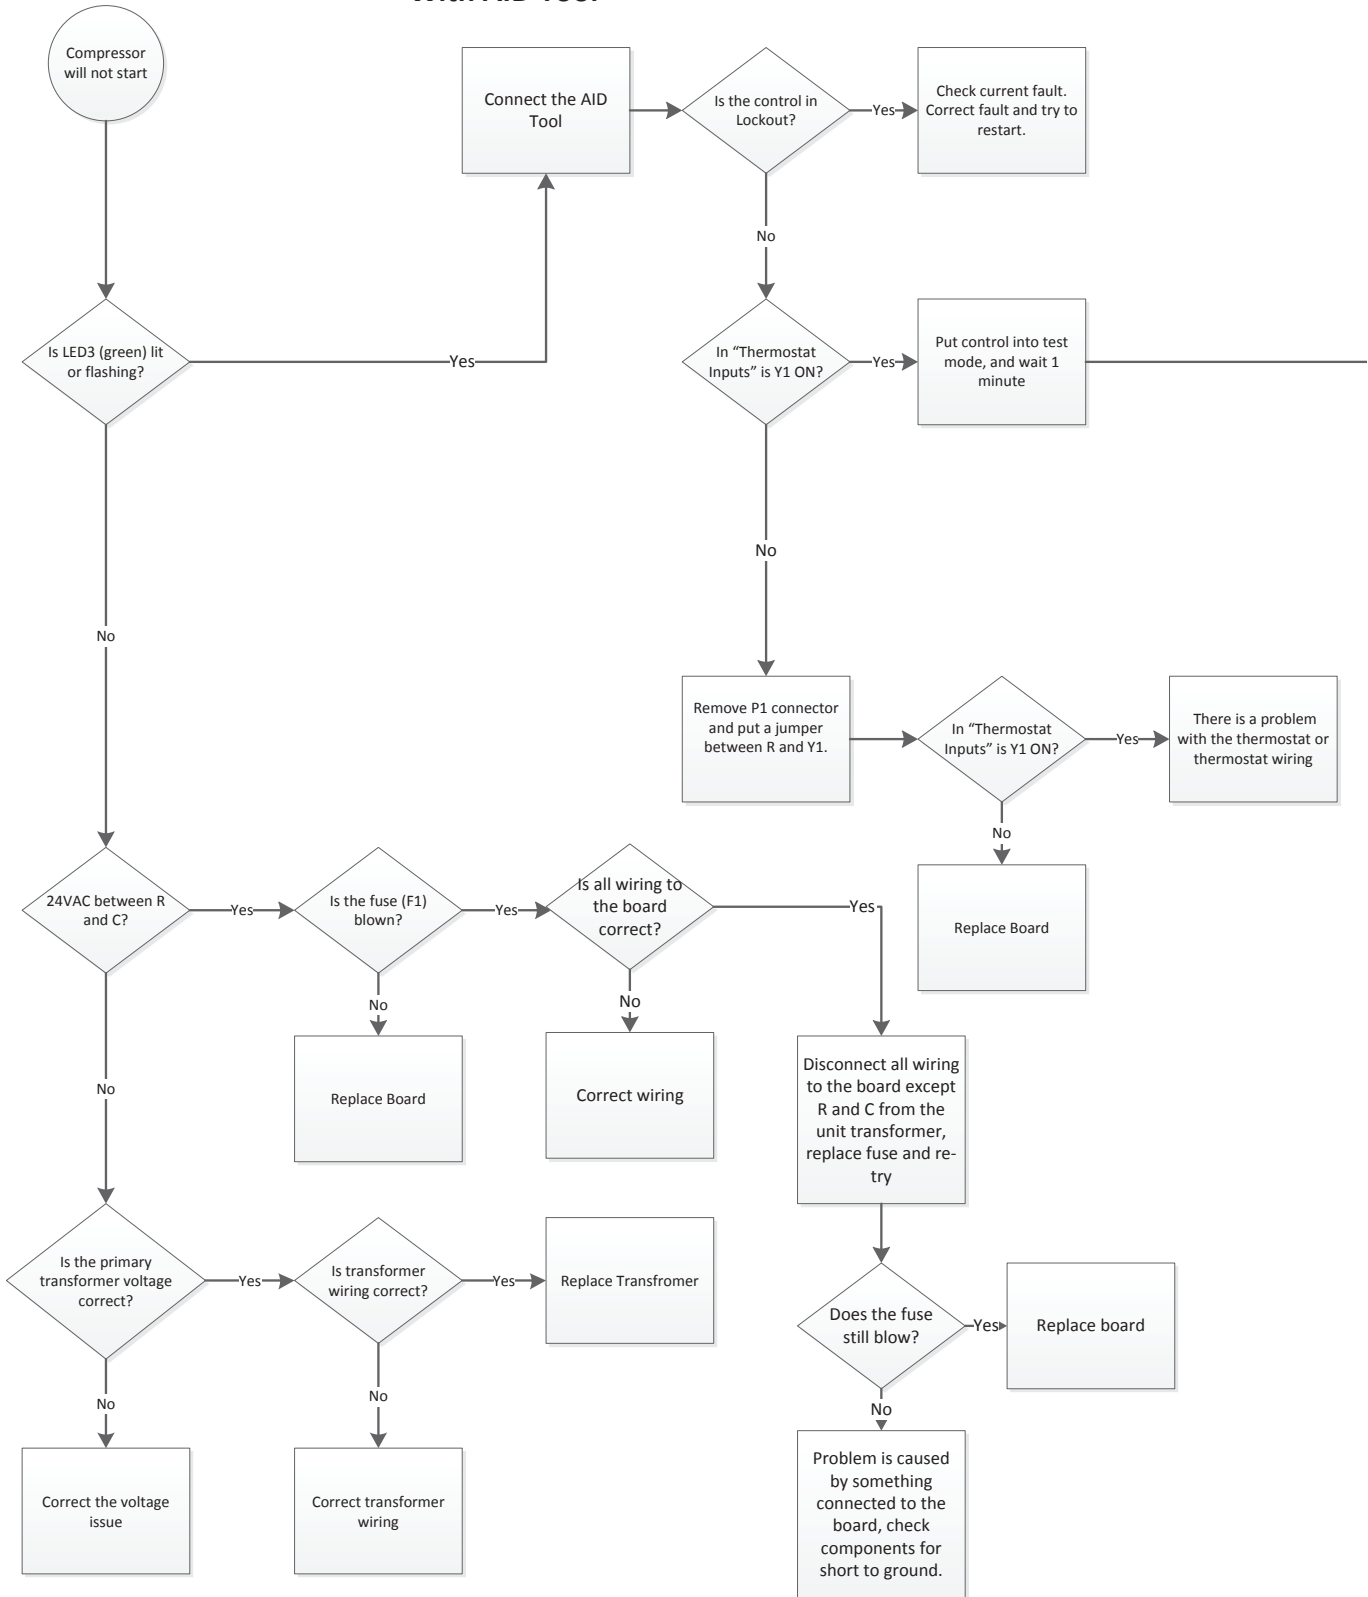 With AID Tool
Compressor
will not start
Connect the AID
Tool
Is the control in
Lockout?
Yes
Check current fault.
Correct fault and try to
restart.
No
Is LED3 (green) lit
or flashing?
Yes
In “Thermostat
Inputs” is Y1 ON?
Yes
Put control into test
mode, and wait 1
minute
No
No
Remove P1 connector
and put a jumper
between R and Y1.
In “Thermostat
Inputs” is Y1 ON?
Yes
There is a problem
with the thermostat or
thermostat wiring
No
Replace Board
24VAC between R
and C?
Yes
Is the fuse (F1)
blown?
Yes
Is all wiring to
the board
correct?
Yes
No
Replace Board
No
Correct wiring
Disconnect all wiring
to the board except
R and C from the
unit transformer,
replace fuse and re-
try
No
Is the primary
transformer voltage
correct?
Yes
Is transformer
wiring correct?
Yes
Replace Transfromer
Does the fuse
still blow?
Yes
Replace board
No
Correct the voltage
issue
No
Correct transformer
wiring
No
Problem is caused
by something
connected to the
board, check
components for
short to ground.